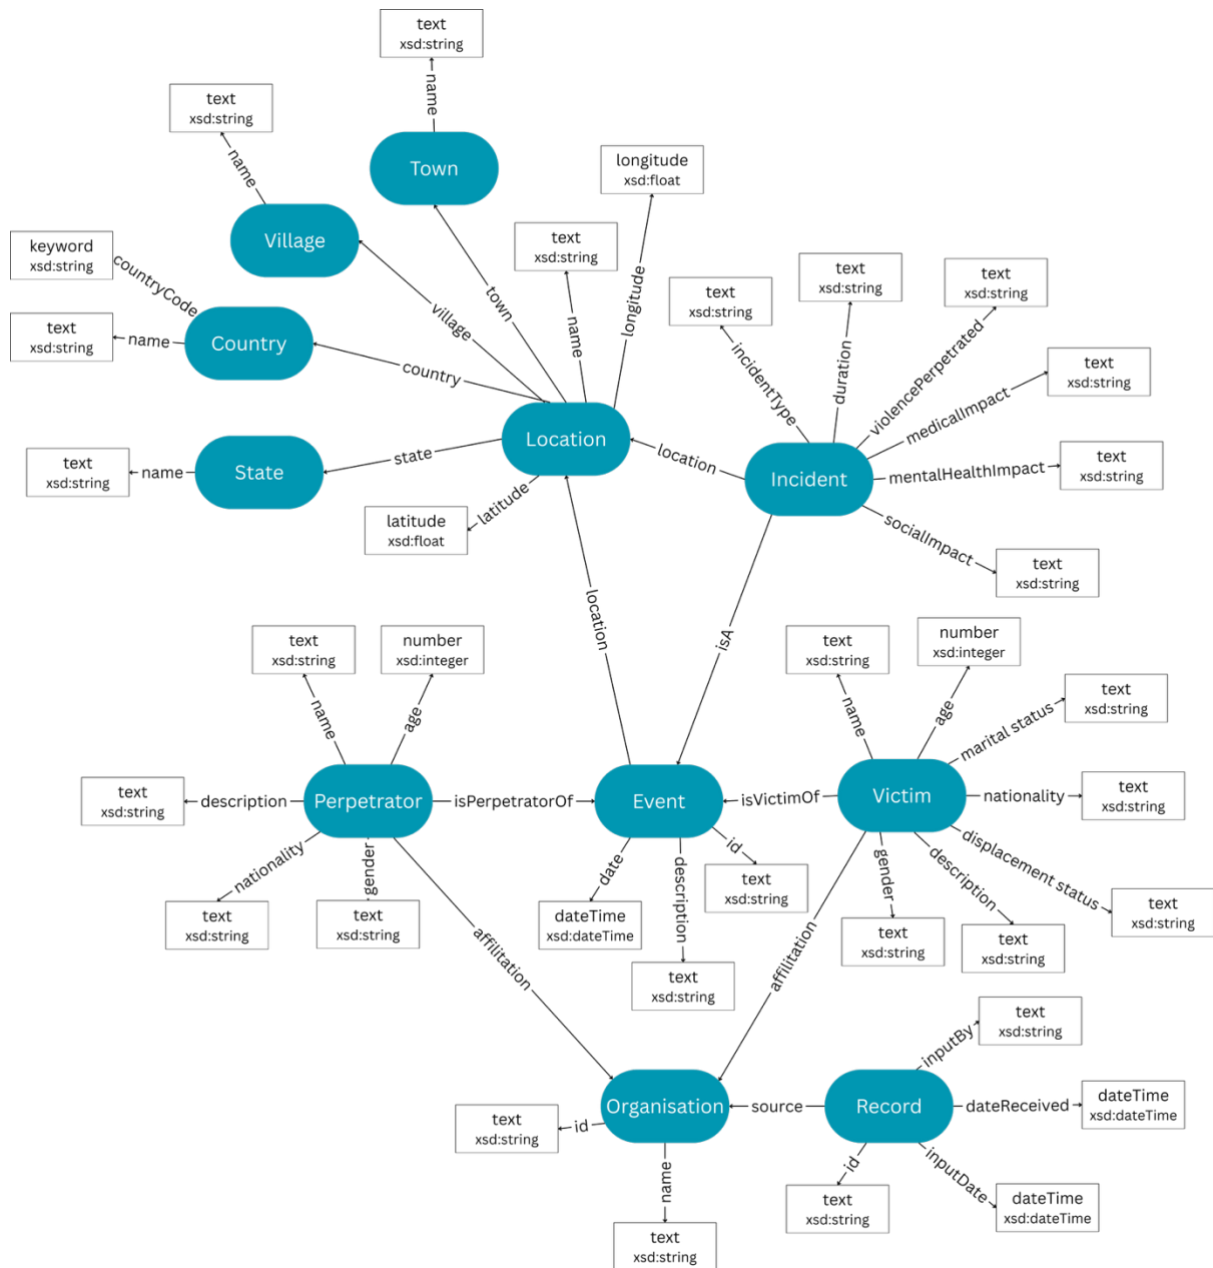 text
xsd:string
name
Town
text
xsd:string
name
Village
longitude
xsd:float
longitude
text
xsd:string
name
keyword
xsd:string
countryCode
text
xsd:string
name
Country
village
town
country
text
xsd:string
incidentType
text
xsd:string
duration
text
xsd:string
violencePerpetrated
text
xsd:string
medicalImpact
text
xsd:string
name
State
state
Location
location
Incident
mentalHealthImpact
text
xsd:string
latitude
latitude
xsd:float
socialImpact
text
xsd:string
location
isA
text
xsd:string
name
number
xsd:integer
age
text
xsd:string
name
number
xsd:integer
age
marital status
text
xsd:string
text
xsd:string
description
Perpetrator
isPerpetratorOf
Event
isVictimOf
Victim
nationality
text
xsd:string
nationality
text
xsd:string
gender
text
xsd:string
date
dateTime
xsd:dateTime
description
text
xsd:string
id
text
xsd:string
gender
text
xsd:string
description
text
xsd:string
displacement status
text
xsd:string
affilitation
affilitation
inputBy
text
xsd:string
text
xsd:string
id
Organisation
source
Record
dateReceived
dateTime
xsd:dateTime
name
text
xsd:string
id
text
xsd:string
inputDate
dateTime
xsd:dateTime